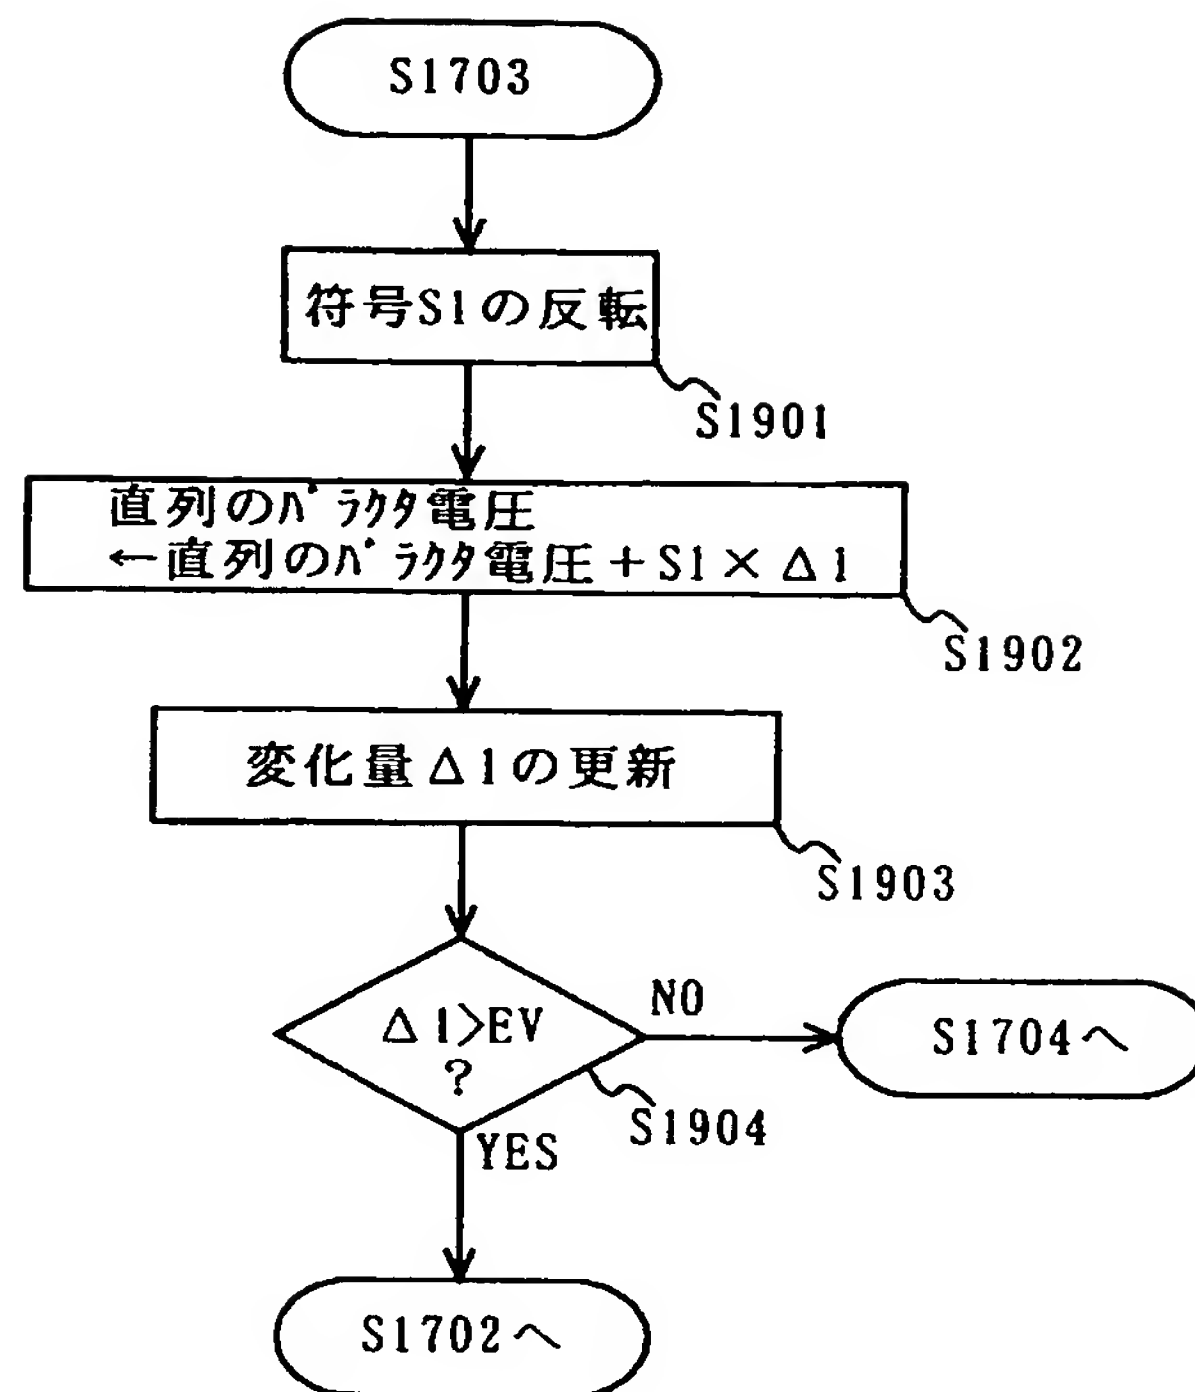 S1703
符号S1の反転
S1901
直列のバラクタ電圧
←直列のバラクタ電圧+S1×Δ1
S1902
変化量Δ1の更新
S1903
Δ1>EV
?
NO
S1704へ
S1904
YES
S1702へ